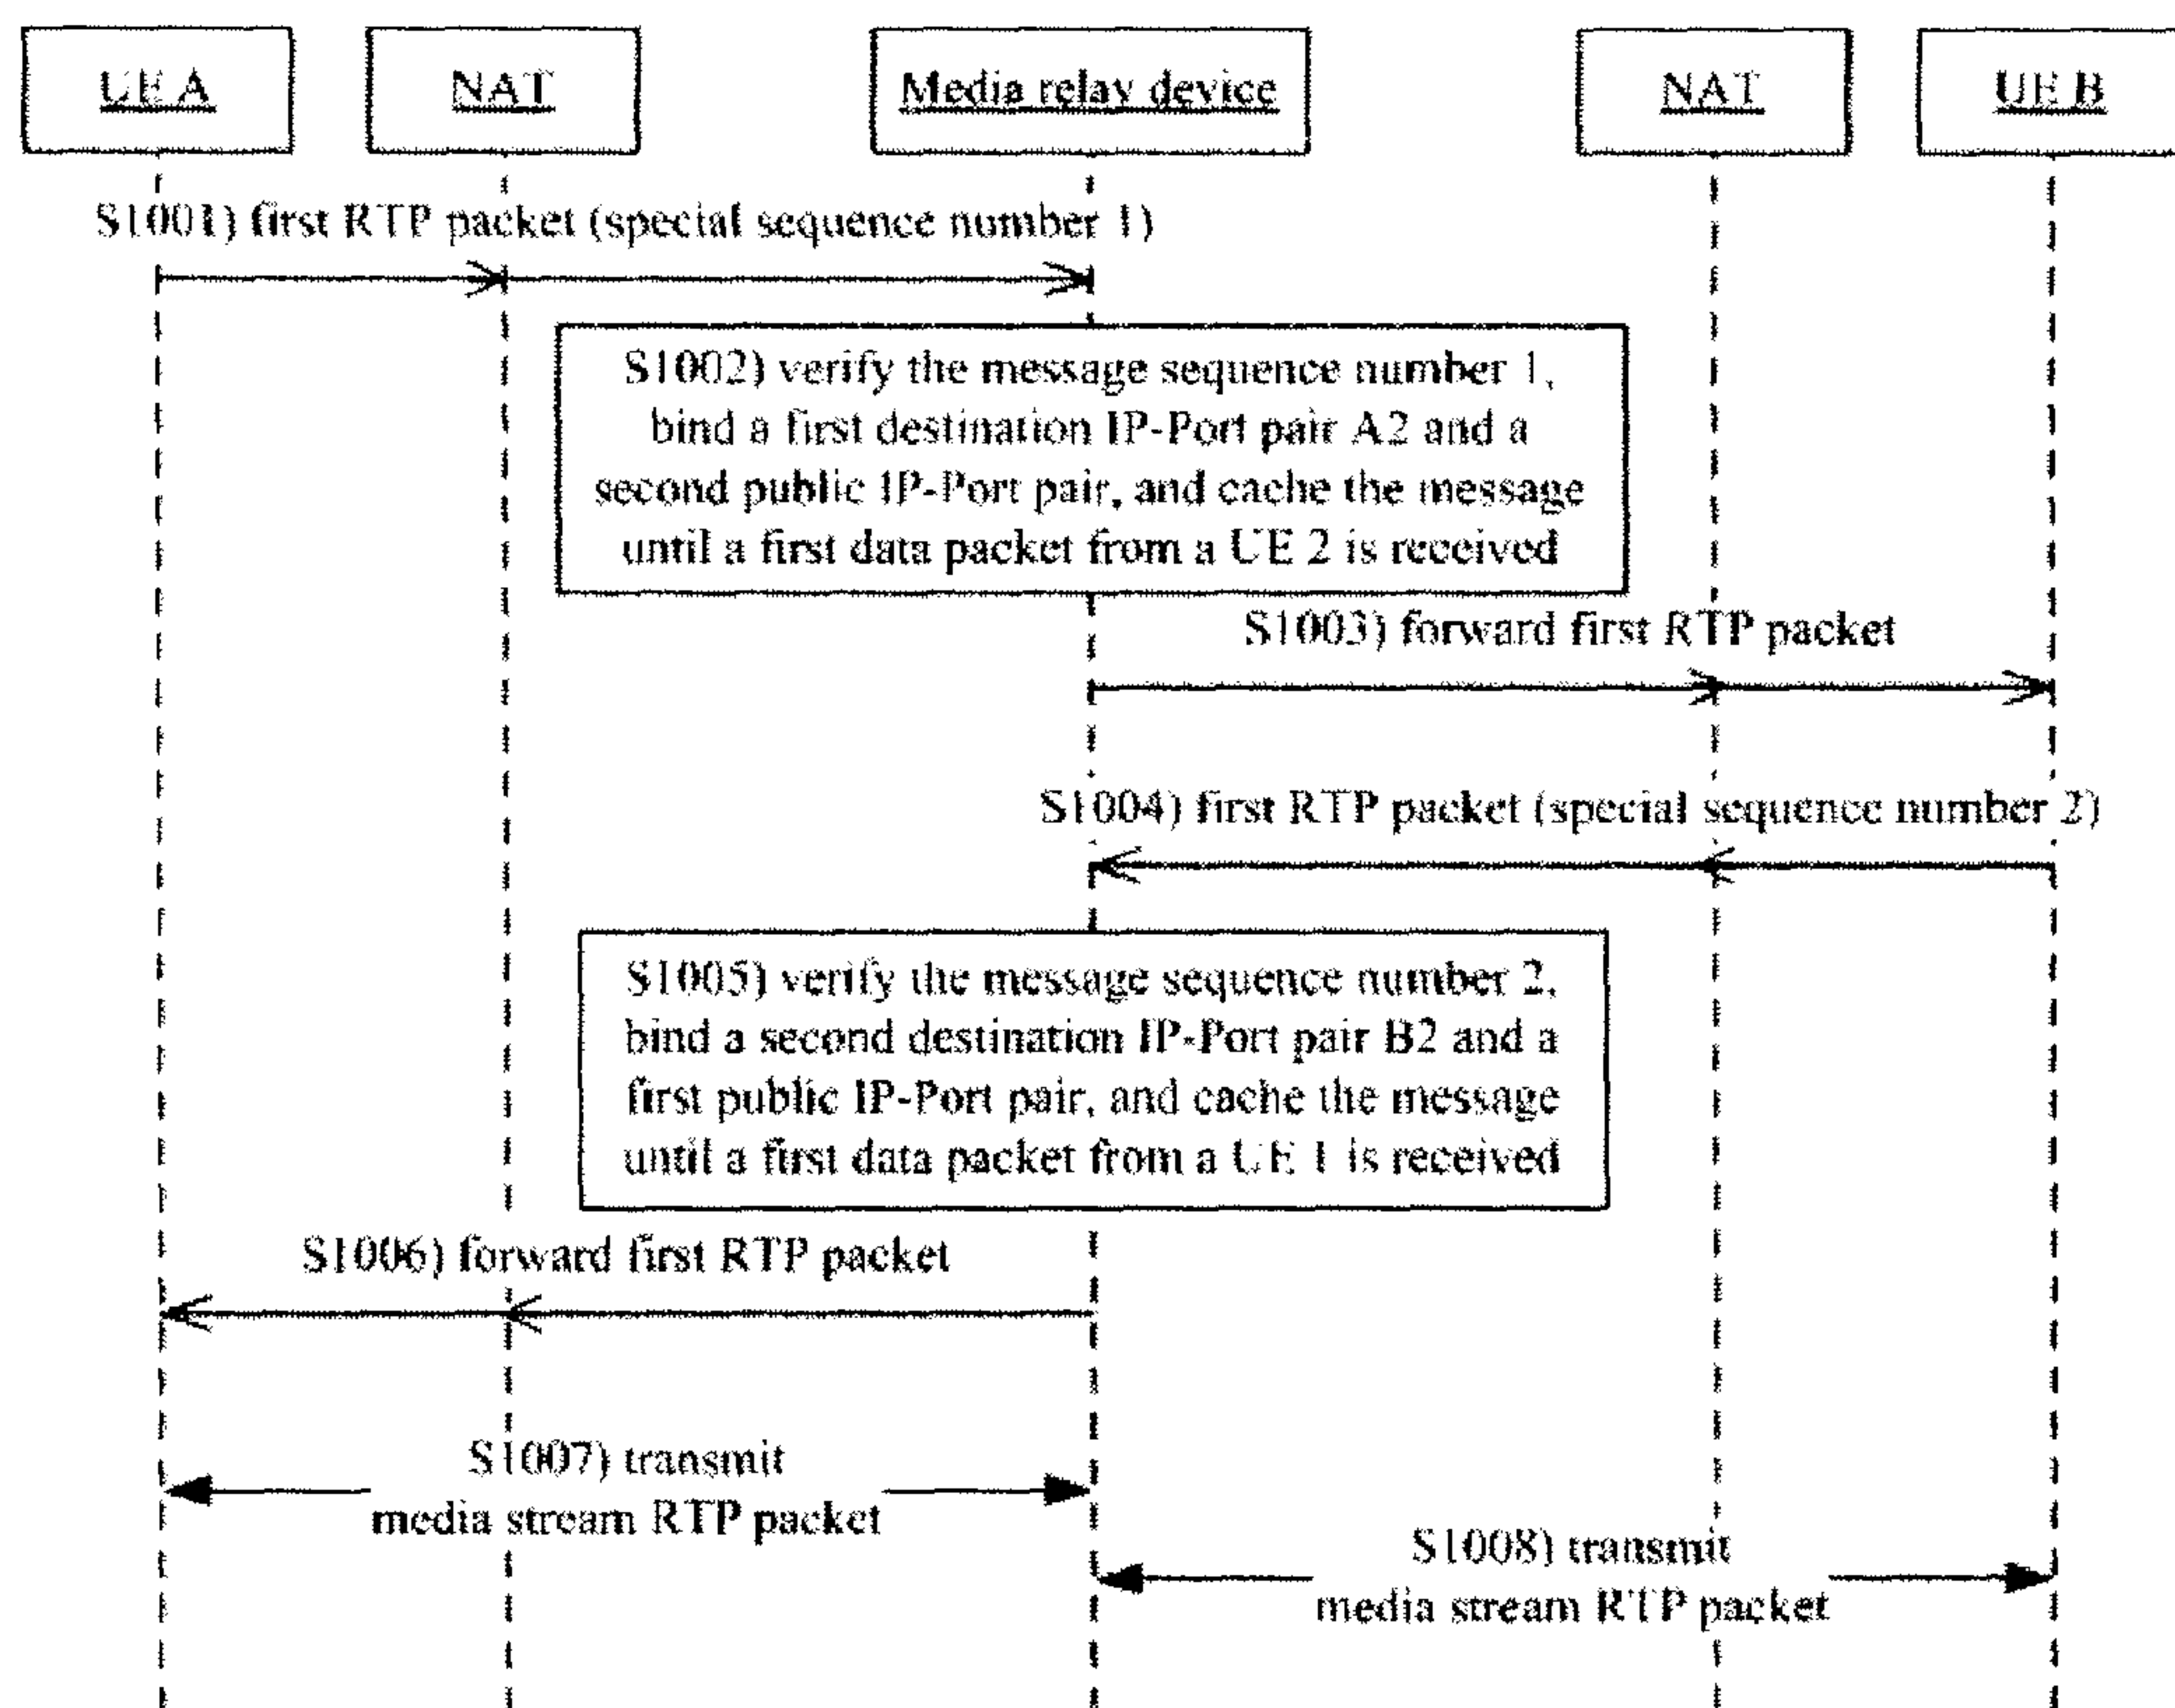 UE A
NAT
Media relay device
NAT
UE B
S1001) first RTP packet (special sequence number 1)
S1002) verify the message sequence number 1,
bind a first destination IP-Port pair A2 and a
second public IP-Port pair, and cache the message
until a first data packet from a UE 2 is received
S1003) forward first RTP packet
S1004) first RTP packet (special sequence number 2)
S1005) verify the message sequence number 2,
bind a second destination IP-Port pair B2 and a
first public IP-Port pair, and cache the message
until a first data packet from a UE 1 is received
S1006) forward first RTP packet
S1007) transmit
media stream RTP packet
S1008) transmit
media stream RTP packet